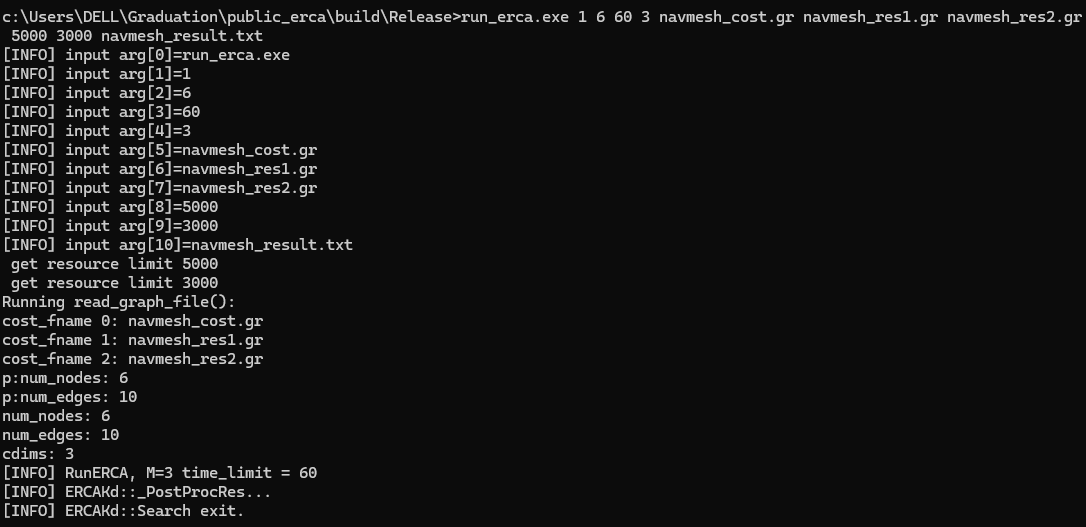 c:\Users\DELL\Graduation\public_erca\build\Release>run_erca.exe 1 6 60 3 navmesh_cost.gr navmesh_res1.gr navmesh_res2.gr
 5000 3000 navmesh_result.txt
[INFO] input arg[0]=run_erca.exe
[INFO] input arg[1]=1
[INFO] input arg[2]=6
[INFO] input arg[3]=60
[INFO] input arg[4]=3
[INFO] input arg[5]=navmesh_cost.gr
[INFO] input arg[6]=navmesh_res1.gr
[INFO] input arg[7]=navmesh_res2.gr
[INFO] input arg[8]=5000
[INFO] input arg[9]=3000
[INFO] input arg[10]=navmesh_result.txt
 get resource limit 5000
 get resource limit 3000
Running read_graph_file():
cost_fname 0: navmesh_cost.gr
cost_fname 1: navmesh_res1.gr
cost_fname 2: navmesh_res2.gr
p:num_nodes: 6
p:num_edges: 10
num_nodes: 6
num_edges: 10
cdims: 3
[INFO] RunERCA, M=3 time_limit = 60
[INFO] ERCAKd::_PostProcRes...
[INFO] ERCAKd::Search exit.